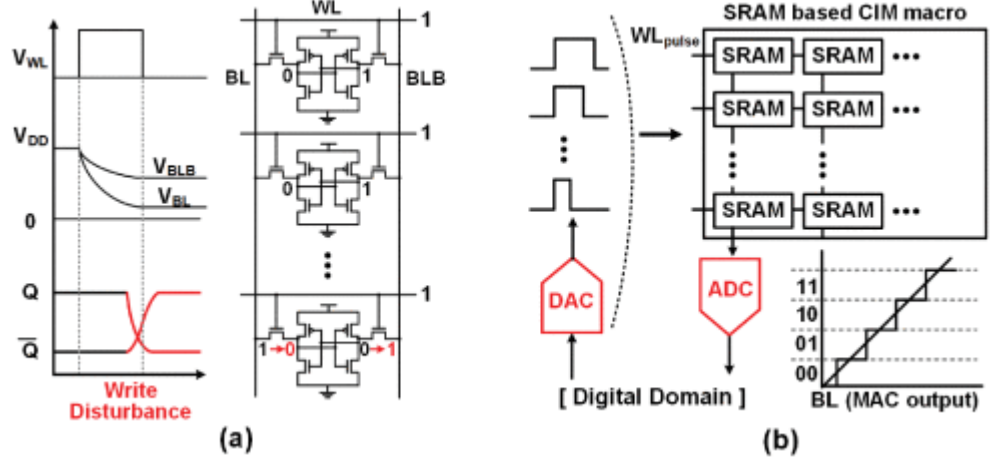 V_WL
V_DD
V_BLB
V_BL
0
Q
Q̅
Write
Disturbance
WL
1
BL
0
1
BLB
1
0
1
1
1→0
0→1
(a)
SRAM based CIM macro
WL_pulse
SRAM
SRAM
SRAM
SRAM
SRAM
SRAM
DAC
ADC
11
10
01
00
[ Digital Domain ]
BL (MAC output)
(b)